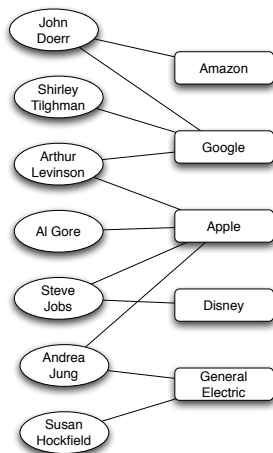 John
Doerr
Amazon
Shirley
Tilghman
Google
Arthur
Levinson
Al Gore
Apple
Steve
Jobs
Disney
Andrea
Jung
General
Electric
Susan
Hockfield